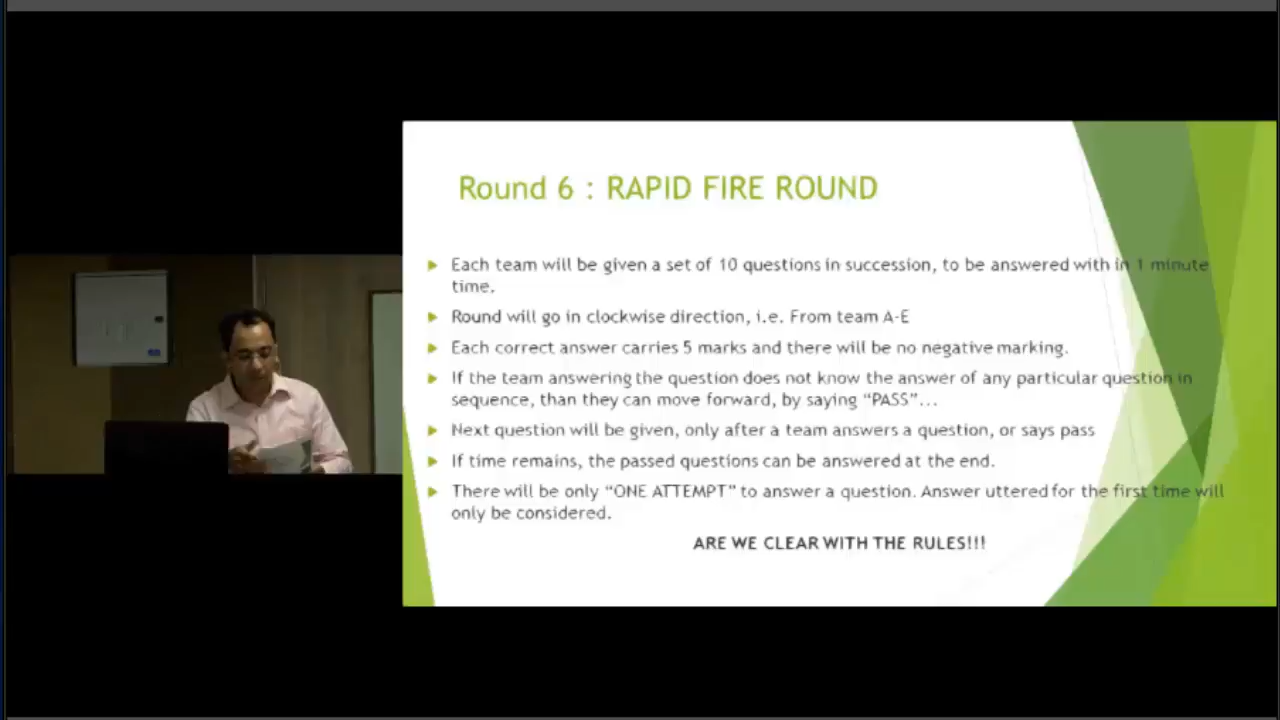 Round 6 : RAPID FIRE ROUND
Each team will be given a set of 10 questions in succession, to be answered with in 1 minute
time.
Round will go in clockwise direction, i.e. From team A-E
Each correct answer carries 5 marks and there will be no negative marking.
If the team answering the question does not know the answer of any particular question in
sequence, than they can move forward, by saying “PASS”...
Next question will be given, only after a team answers a question, or says pass
If time remains, the passed questions can be answered at the end.
There will be only “ONE ATTEMPT” to answer a question. Answer uttered for the first time will
only be considered.
ARE WE CLEAR WITH THE RULES!!!